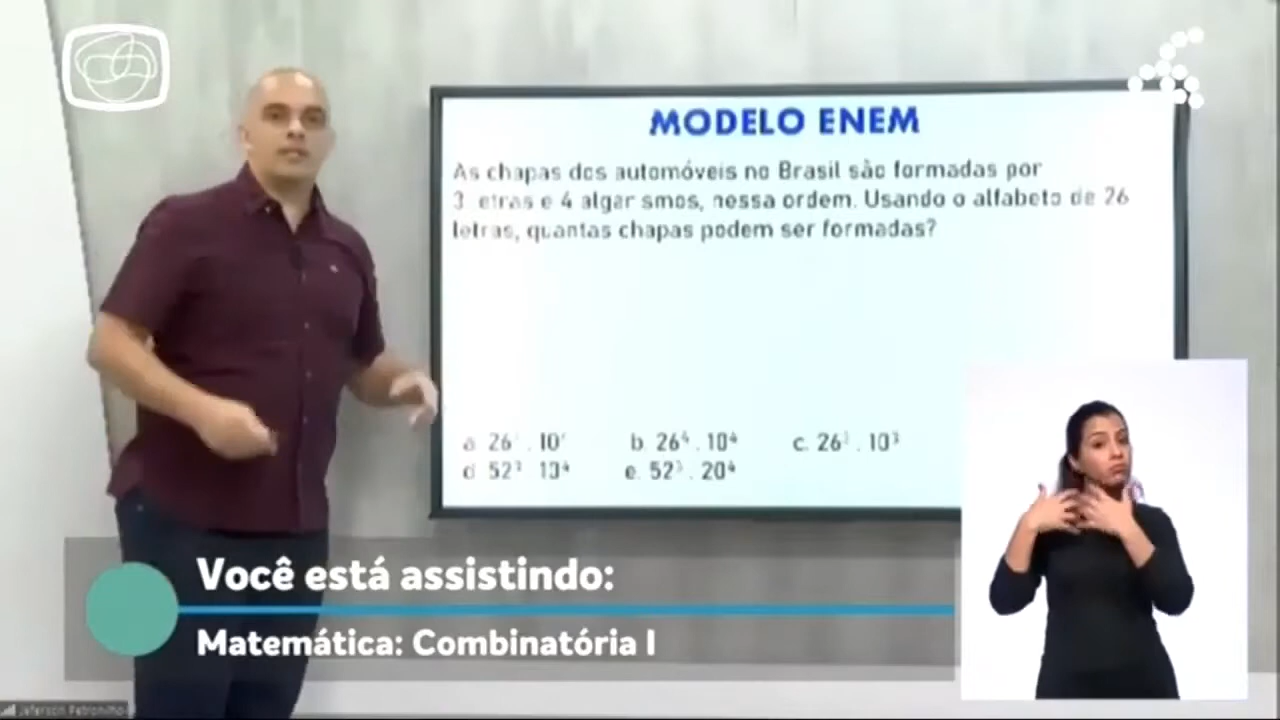 MODELO ENEM
As chapas dos automóveis no Brasil são formadas por
3 etras e 4 algar smos, nessa ordem. Usando o alfabeto de 26
letras, quantas chapas podem ser formadas?
a. b. 26⁴ . 10⁴ c. 26³ . 10³
d. 52³ 10⁴ e. 52³ . 20⁴
Você está assistindo:
Matemática: Combinatória I
Jeferson Petronilho